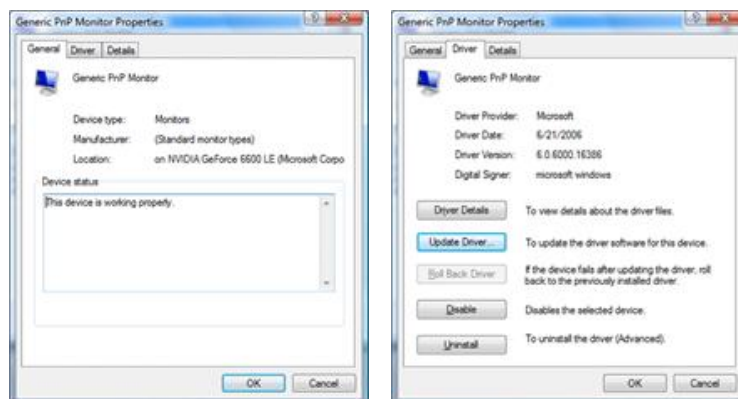 Generic PnP Monitor Properties
General Driver Details
Generic PnP Monitor
Device type: Monitors
Manufacturer: (Standard monitor types)
Location: on NVIDIA GeForce 6600 LE (Microsoft Corpo
Device status
This device is working properly.
OK Cancel
Generic PnP Monitor Properties
General Driver Details
Generic PnP Monitor
Driver Provider: Microsoft
Driver Date: 6/21/2006
Driver Version: 6.0.6000.16386
Digital Signer: microsoft windows
Driver Details To view details about the driver files.
Update Driver... To update the driver software for this device.
Roll Back Driver If the device fails after updating the driver, roll
back to the previously installed driver.
Disable Disables the selected device.
Uninstall To uninstall the driver (Advanced).
OK Cancel